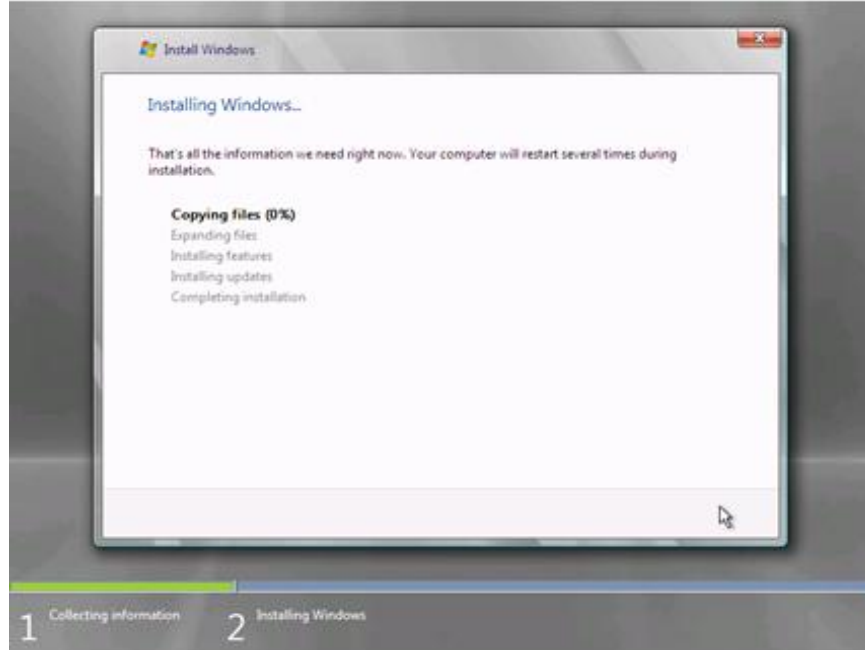 Install Windows
Installing Windows...
That's all the information we need right now. Your computer will restart several times during
installation.
Copying files (0%)
Expanding files
Installing features
Installing updates
Completing installation
1 Collecting information
2 Installing Windows